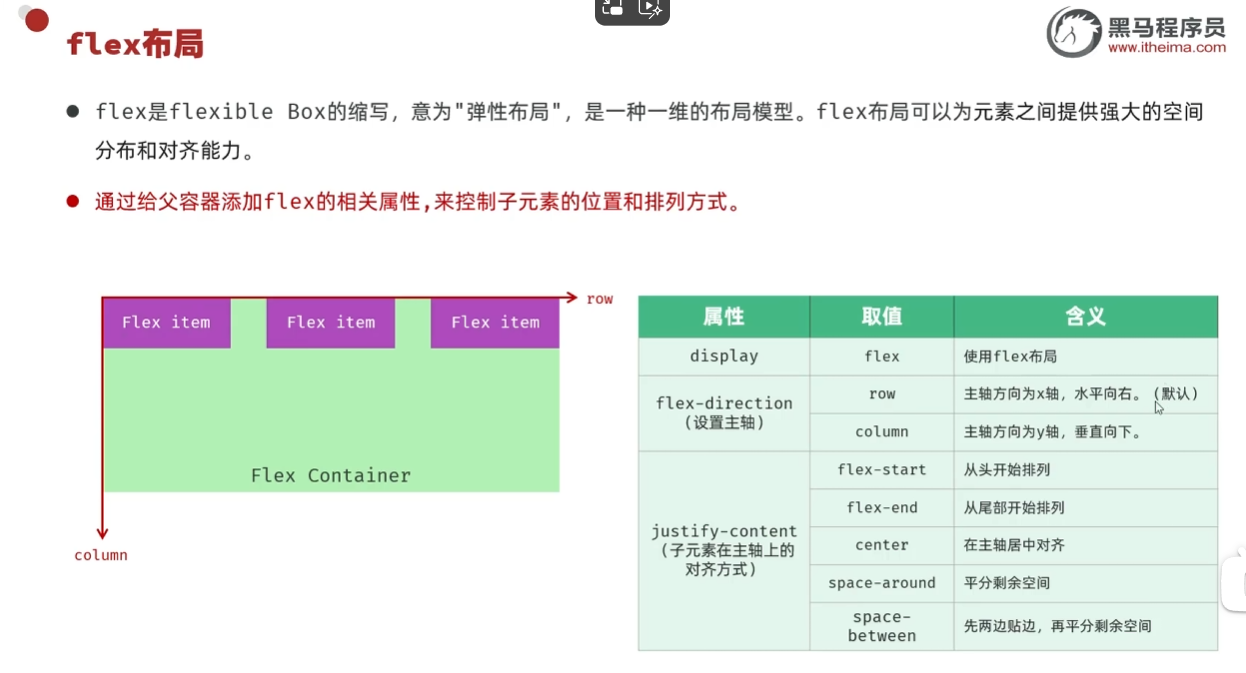 flex布局
黑马程序员
www.itheima.com
flex是flexible Box的缩写，意为"弹性布局"，是一种一维的布局模型。flex布局可以为元素之间提供强大的空间
分布和对齐能力。
通过给父容器添加flex的相关属性,来控制子元素的位置和排列方式。
row
Flex item
Flex item
Flex item
Flex Container
column
属性 取值 含义
display flex 使用flex布局
flex-direction
(设置主轴)
row 主轴方向为x轴，水平向右。（默认）
column 主轴方向为y轴，垂直向下。
justify-content
(子元素在主轴上的
对齐方式)
flex-start 从头开始排列
flex-end 从尾部开始排列
center 在主轴居中对齐
space-around 平分剩余空间
space-
between
先两边贴边，再平分剩余空间